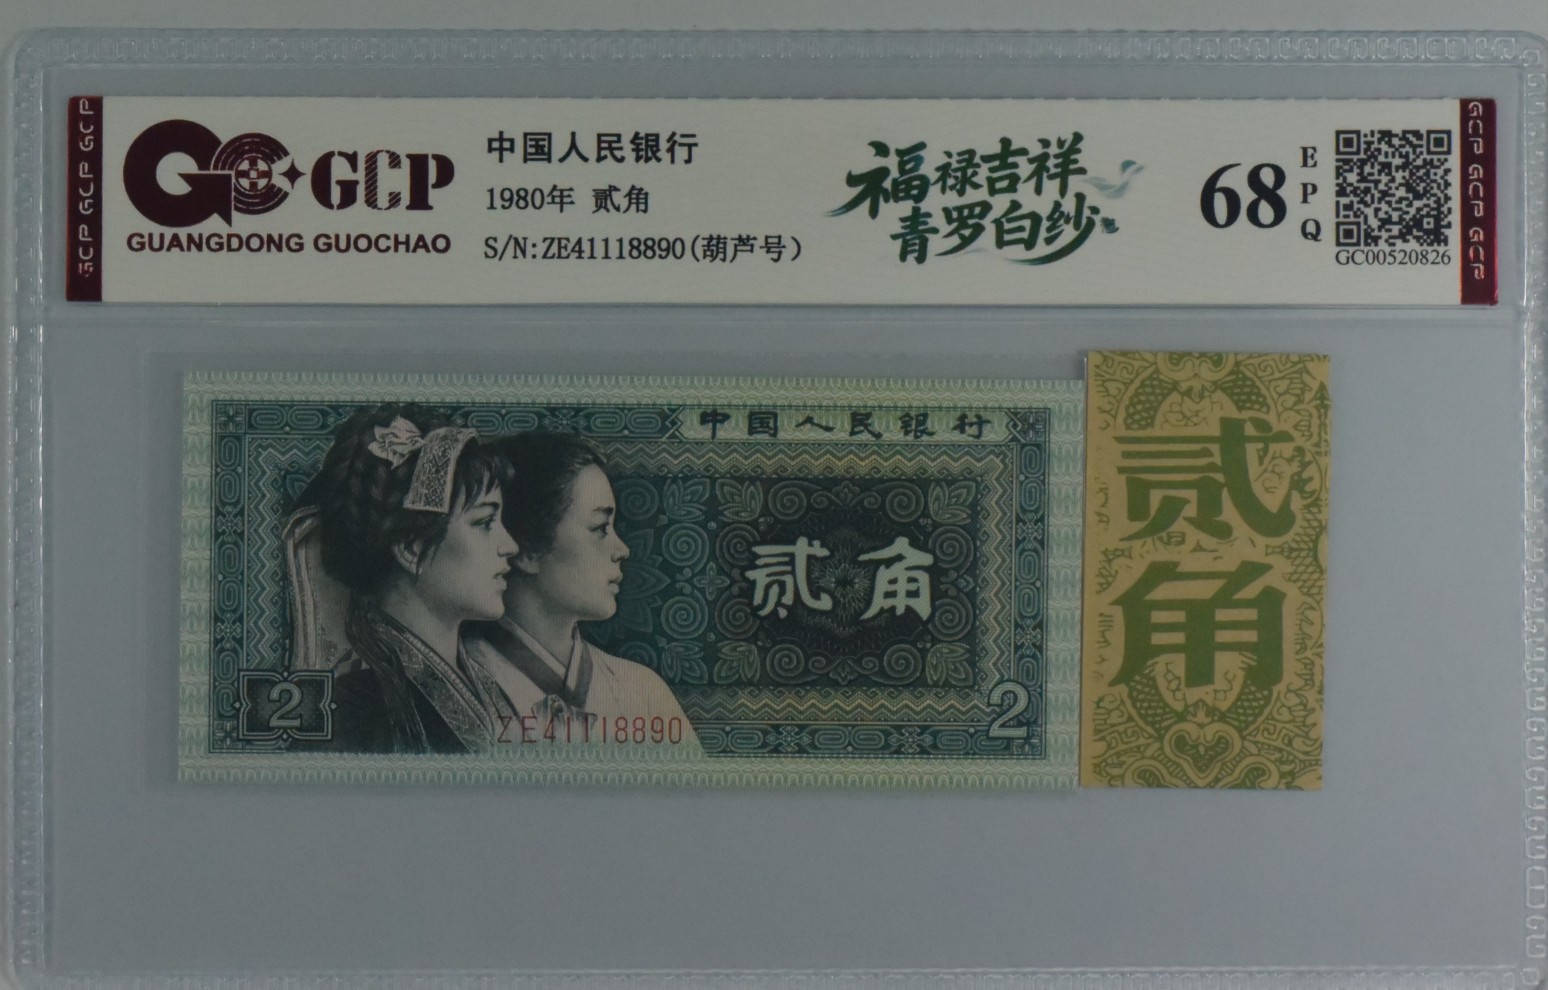 GCP GCP GCP
GCP
GUANGDONG GUOCHAO
中国人民银行
1980年 贰角
S/N:ZE41118890(葫芦号)
福禄吉祥
青罗白纱
68
EPQ
GC00520826
GCP GCP GCP
中国人民银行
贰角
2
ZE41118890
2
贰角